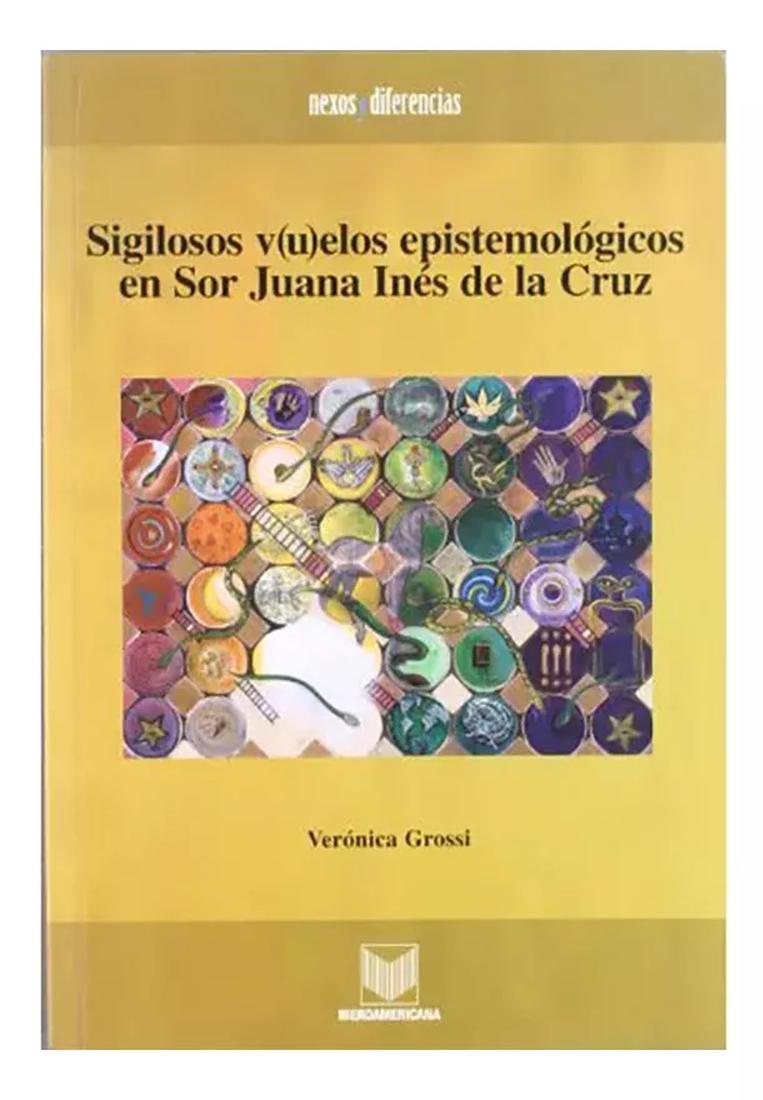 nexos y diferencias
Sigilosos v(u)elos epistemológicos
en Sor Juana Inés de la Cruz
Verónica Grossi
IBEROAMERICANA